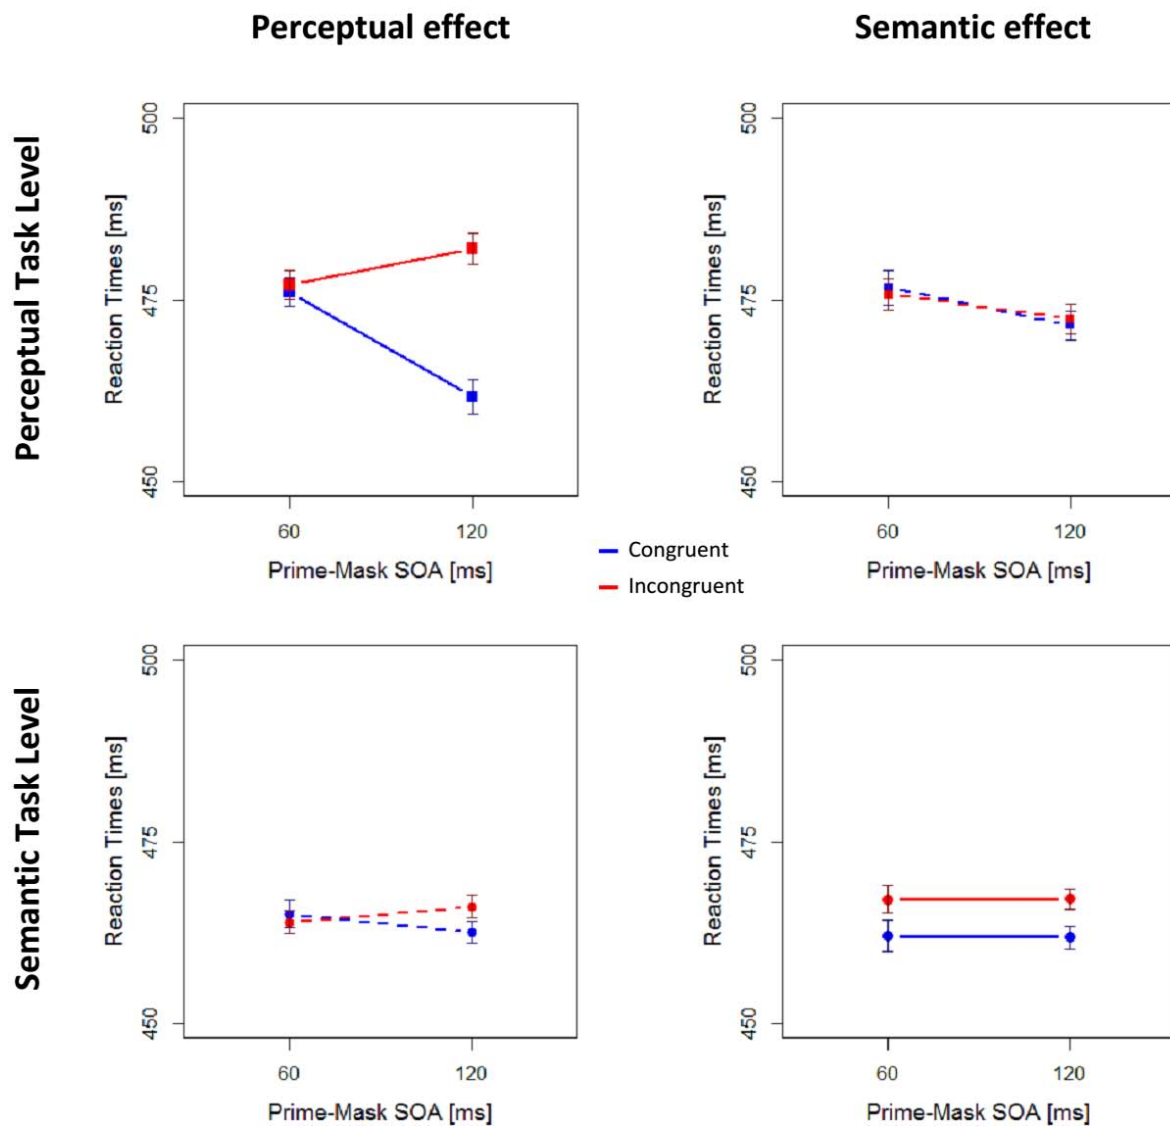 Perceptual effect
Semantic effect
Perceptual Task Level
Reaction Times [ms]
500
475
450
60
120
Prime-Mask SOA [ms]
Reaction Times [ms]
500
475
450
60
120
Prime-Mask SOA [ms]
Congruent
Incongruent
Semantic Task Level
Reaction Times [ms]
500
475
450
60
120
Prime-Mask SOA [ms]
Reaction Times [ms]
500
475
450
60
120
Prime-Mask SOA [ms]